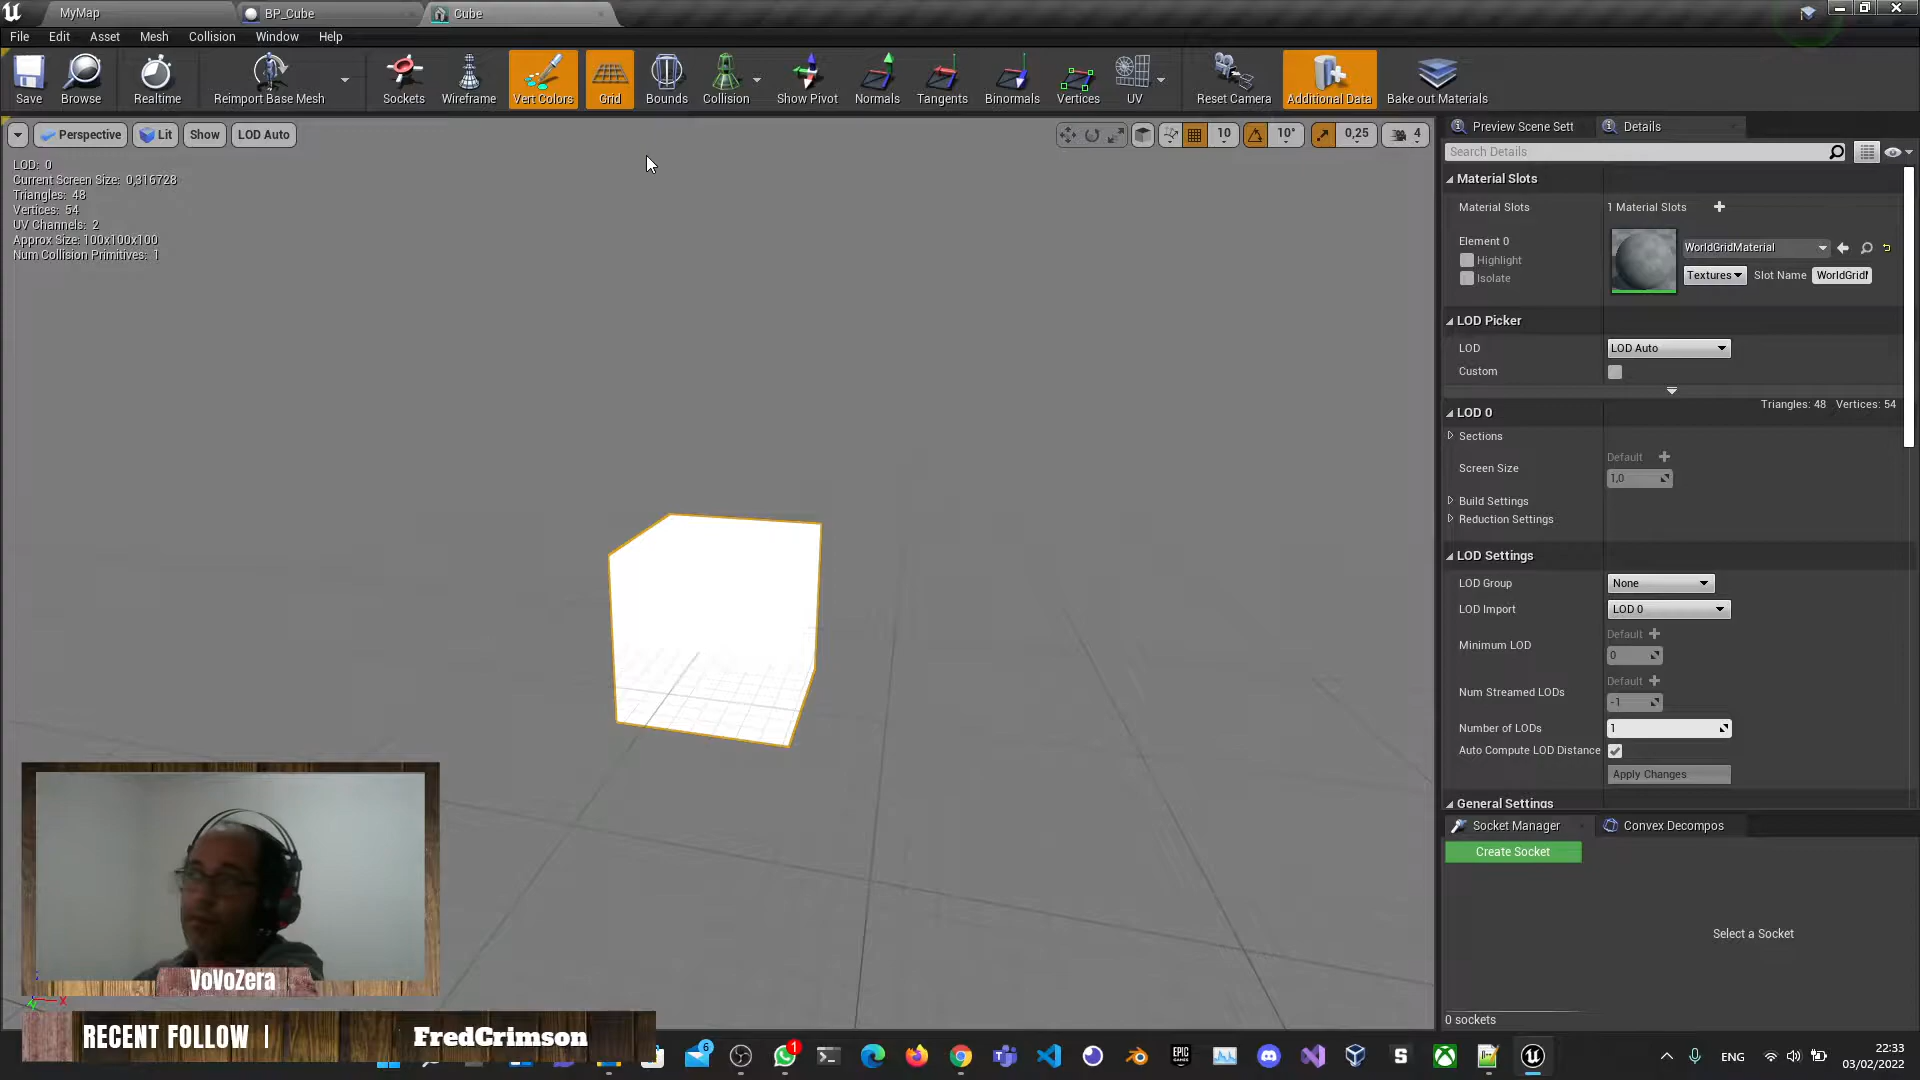 MyMap
BP_Cube
Cube
File Edit Asset Mesh Collision Window Help
Save Browse Realtime Reimport Base Mesh Sockets Wireframe Vert Colors Grid Bounds Collision Show Pivot Normals Tangents Binormals Vertices UV Reset Camera Additional Data Bake out Materials
Perspective Lit Show LOD Auto
10 10° 0,25 4
LOD: 0
Current Screen Size: 0,316728
Triangles: 48
Vertices: 54
UV Channels: 2
Approx Size: 100x100x100
Num Collision Primitives: 1
Preview Scene Sett Details
Search Details
Material Slots
Material Slots 1 Material Slots
Element 0
Highlight
Isolate
WorldGridMaterial
Textures Slot Name WorldGridM
LOD Picker
LOD LOD Auto
Custom
Triangles: 48 Vertices: 54
LOD 0
Sections
Screen Size Default
1,0
Build Settings
Reduction Settings
LOD Settings
LOD Group None
LOD Import LOD 0
Minimum LOD Default
0
Num Streamed LODs Default
-1
Number of LODs 1
Auto Compute LOD Distance
Apply Changes
General Settings
Socket Manager Convex Decompos
Create Socket
Select a Socket
0 sockets
VoVoZera
X
RECENT FOLLOW | FredCrimson
6
1
EPIC
GAMES
S
ENG
22:33
03/02/2022